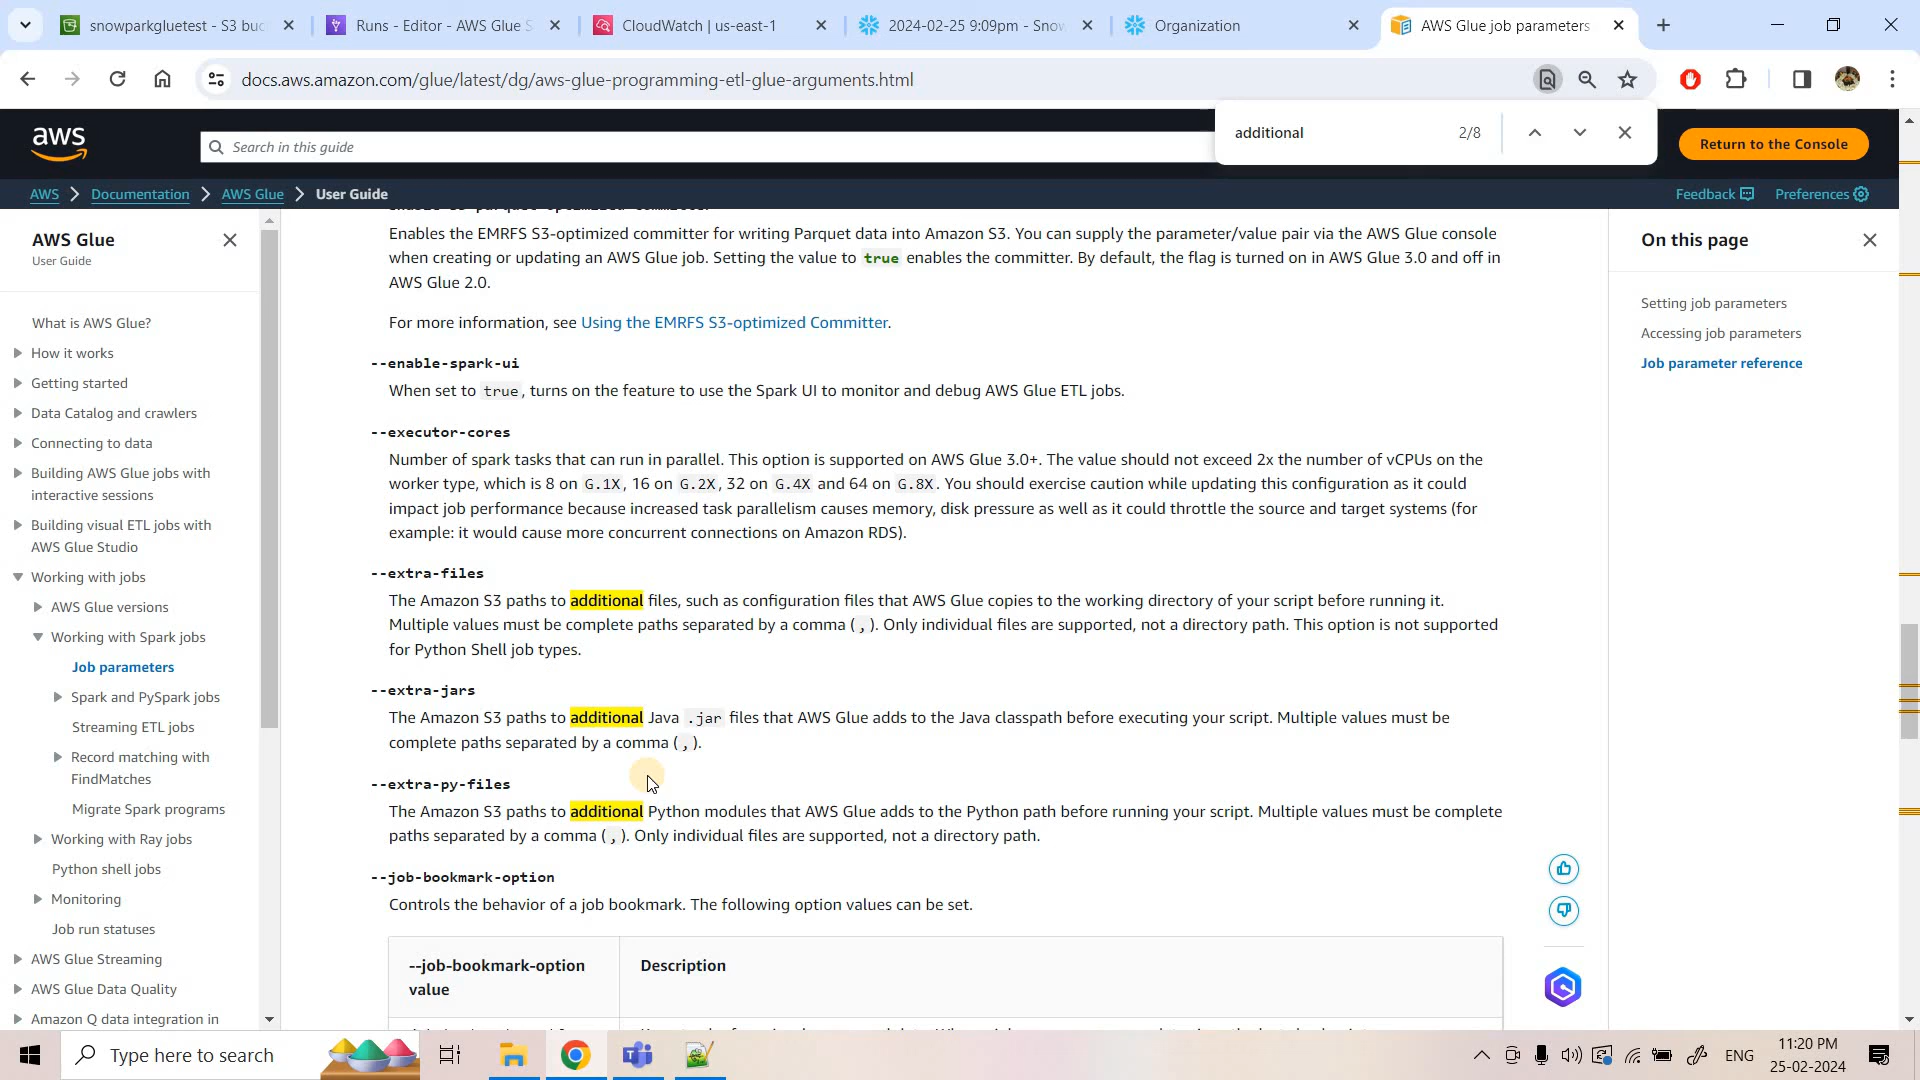 snowparkgluetest - S3 buc
Runs - Editor - AWS Glue S
CloudWatch | us-east-1
2024-02-25 9:09pm - Snow
Organization
AWS Glue job parameters
docs.aws.amazon.com/glue/latest/dg/aws-glue-programming-etl-glue-arguments.html
additional 2/8
aws
Search in this guide
Return to the Console
AWS > Documentation > AWS Glue > User Guide
Feedback Preferences
AWS Glue
User Guide
What is AWS Glue?
How it works
Getting started
Data Catalog and crawlers
Connecting to data
Building AWS Glue jobs with
interactive sessions
Building visual ETL jobs with
AWS Glue Studio
Working with jobs
AWS Glue versions
Working with Spark jobs
Job parameters
Spark and PySpark jobs
Streaming ETL jobs
Record matching with
FindMatches
Migrate Spark programs
Working with Ray jobs
Python shell jobs
Monitoring
Job run statuses
AWS Glue Streaming
AWS Glue Data Quality
Amazon Q data integration in
Enables the EMRFS S3-optimized committer for writing Parquet data into Amazon S3. You can supply the parameter/value pair via the AWS Glue console
when creating or updating an AWS Glue job. Setting the value to true enables the committer. By default, the flag is turned on in AWS Glue 3.0 and off in
AWS Glue 2.0.
For more information, see Using the EMRFS S3-optimized Committer.
--enable-spark-ui
When set to true, turns on the feature to use the Spark UI to monitor and debug AWS Glue ETL jobs.
--executor-cores
Number of spark tasks that can run in parallel. This option is supported on AWS Glue 3.0+. The value should not exceed 2x the number of vCPUs on the
worker type, which is 8 on G.1X, 16 on G.2X, 32 on G.4X and 64 on G.8X. You should exercise caution while updating this configuration as it could
impact job performance because increased task parallelism causes memory, disk pressure as well as it could throttle the source and target systems (for
example: it would cause more concurrent connections on Amazon RDS).
--extra-files
The Amazon S3 paths to additional files, such as configuration files that AWS Glue copies to the working directory of your script before running it.
Multiple values must be complete paths separated by a comma (,). Only individual files are supported, not a directory path. This option is not supported
for Python Shell job types.
--extra-jars
The Amazon S3 paths to additional Java .jar files that AWS Glue adds to the Java classpath before executing your script. Multiple values must be
complete paths separated by a comma (,).
--extra-py-files
The Amazon S3 paths to additional Python modules that AWS Glue adds to the Python path before running your script. Multiple values must be complete
paths separated by a comma (,). Only individual files are supported, not a directory path.
--job-bookmark-option
Controls the behavior of a job bookmark. The following option values can be set.
--job-bookmark-option
value
Description
On this page
Setting job parameters
Accessing job parameters
Job parameter reference
Type here to search
ENG
11:20 PM
25-02-2024